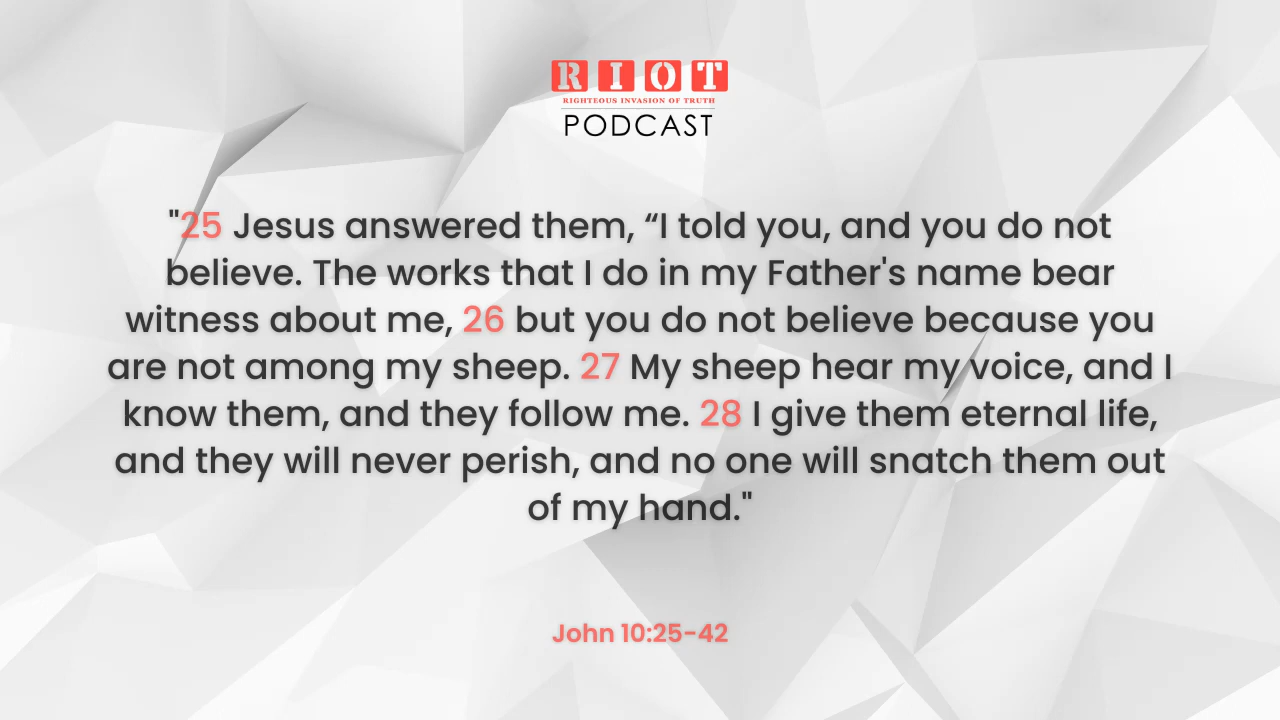 RIOT
RIGHTEOUS INVASION OF TRUTH
PODCAST
"25 Jesus answered them, “I told you, and you do not
believe. The works that I do in my Father's name bear
witness about me, 26 but you do not believe because you
are not among my sheep. 27 My sheep hear my voice, and I
know them, and they follow me. 28 I give them eternal life,
and they will never perish, and no one will snatch them out
of my hand."
John 10:25-42